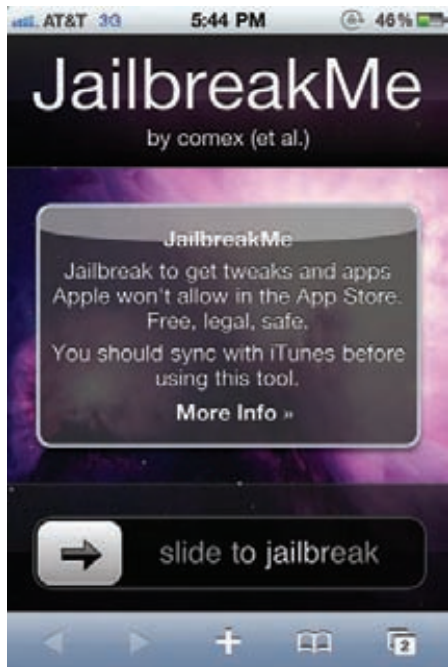 AT&T 3G 5:44 PM 46%
JailbreakMe
by comex (et al.)
JailbreakMe
Jailbreak to get tweaks and apps
Apple won't allow in the App Store.
Free, legal, safe.
You should sync with iTunes before
using this tool.
More Info »
slide to jailbreak
2